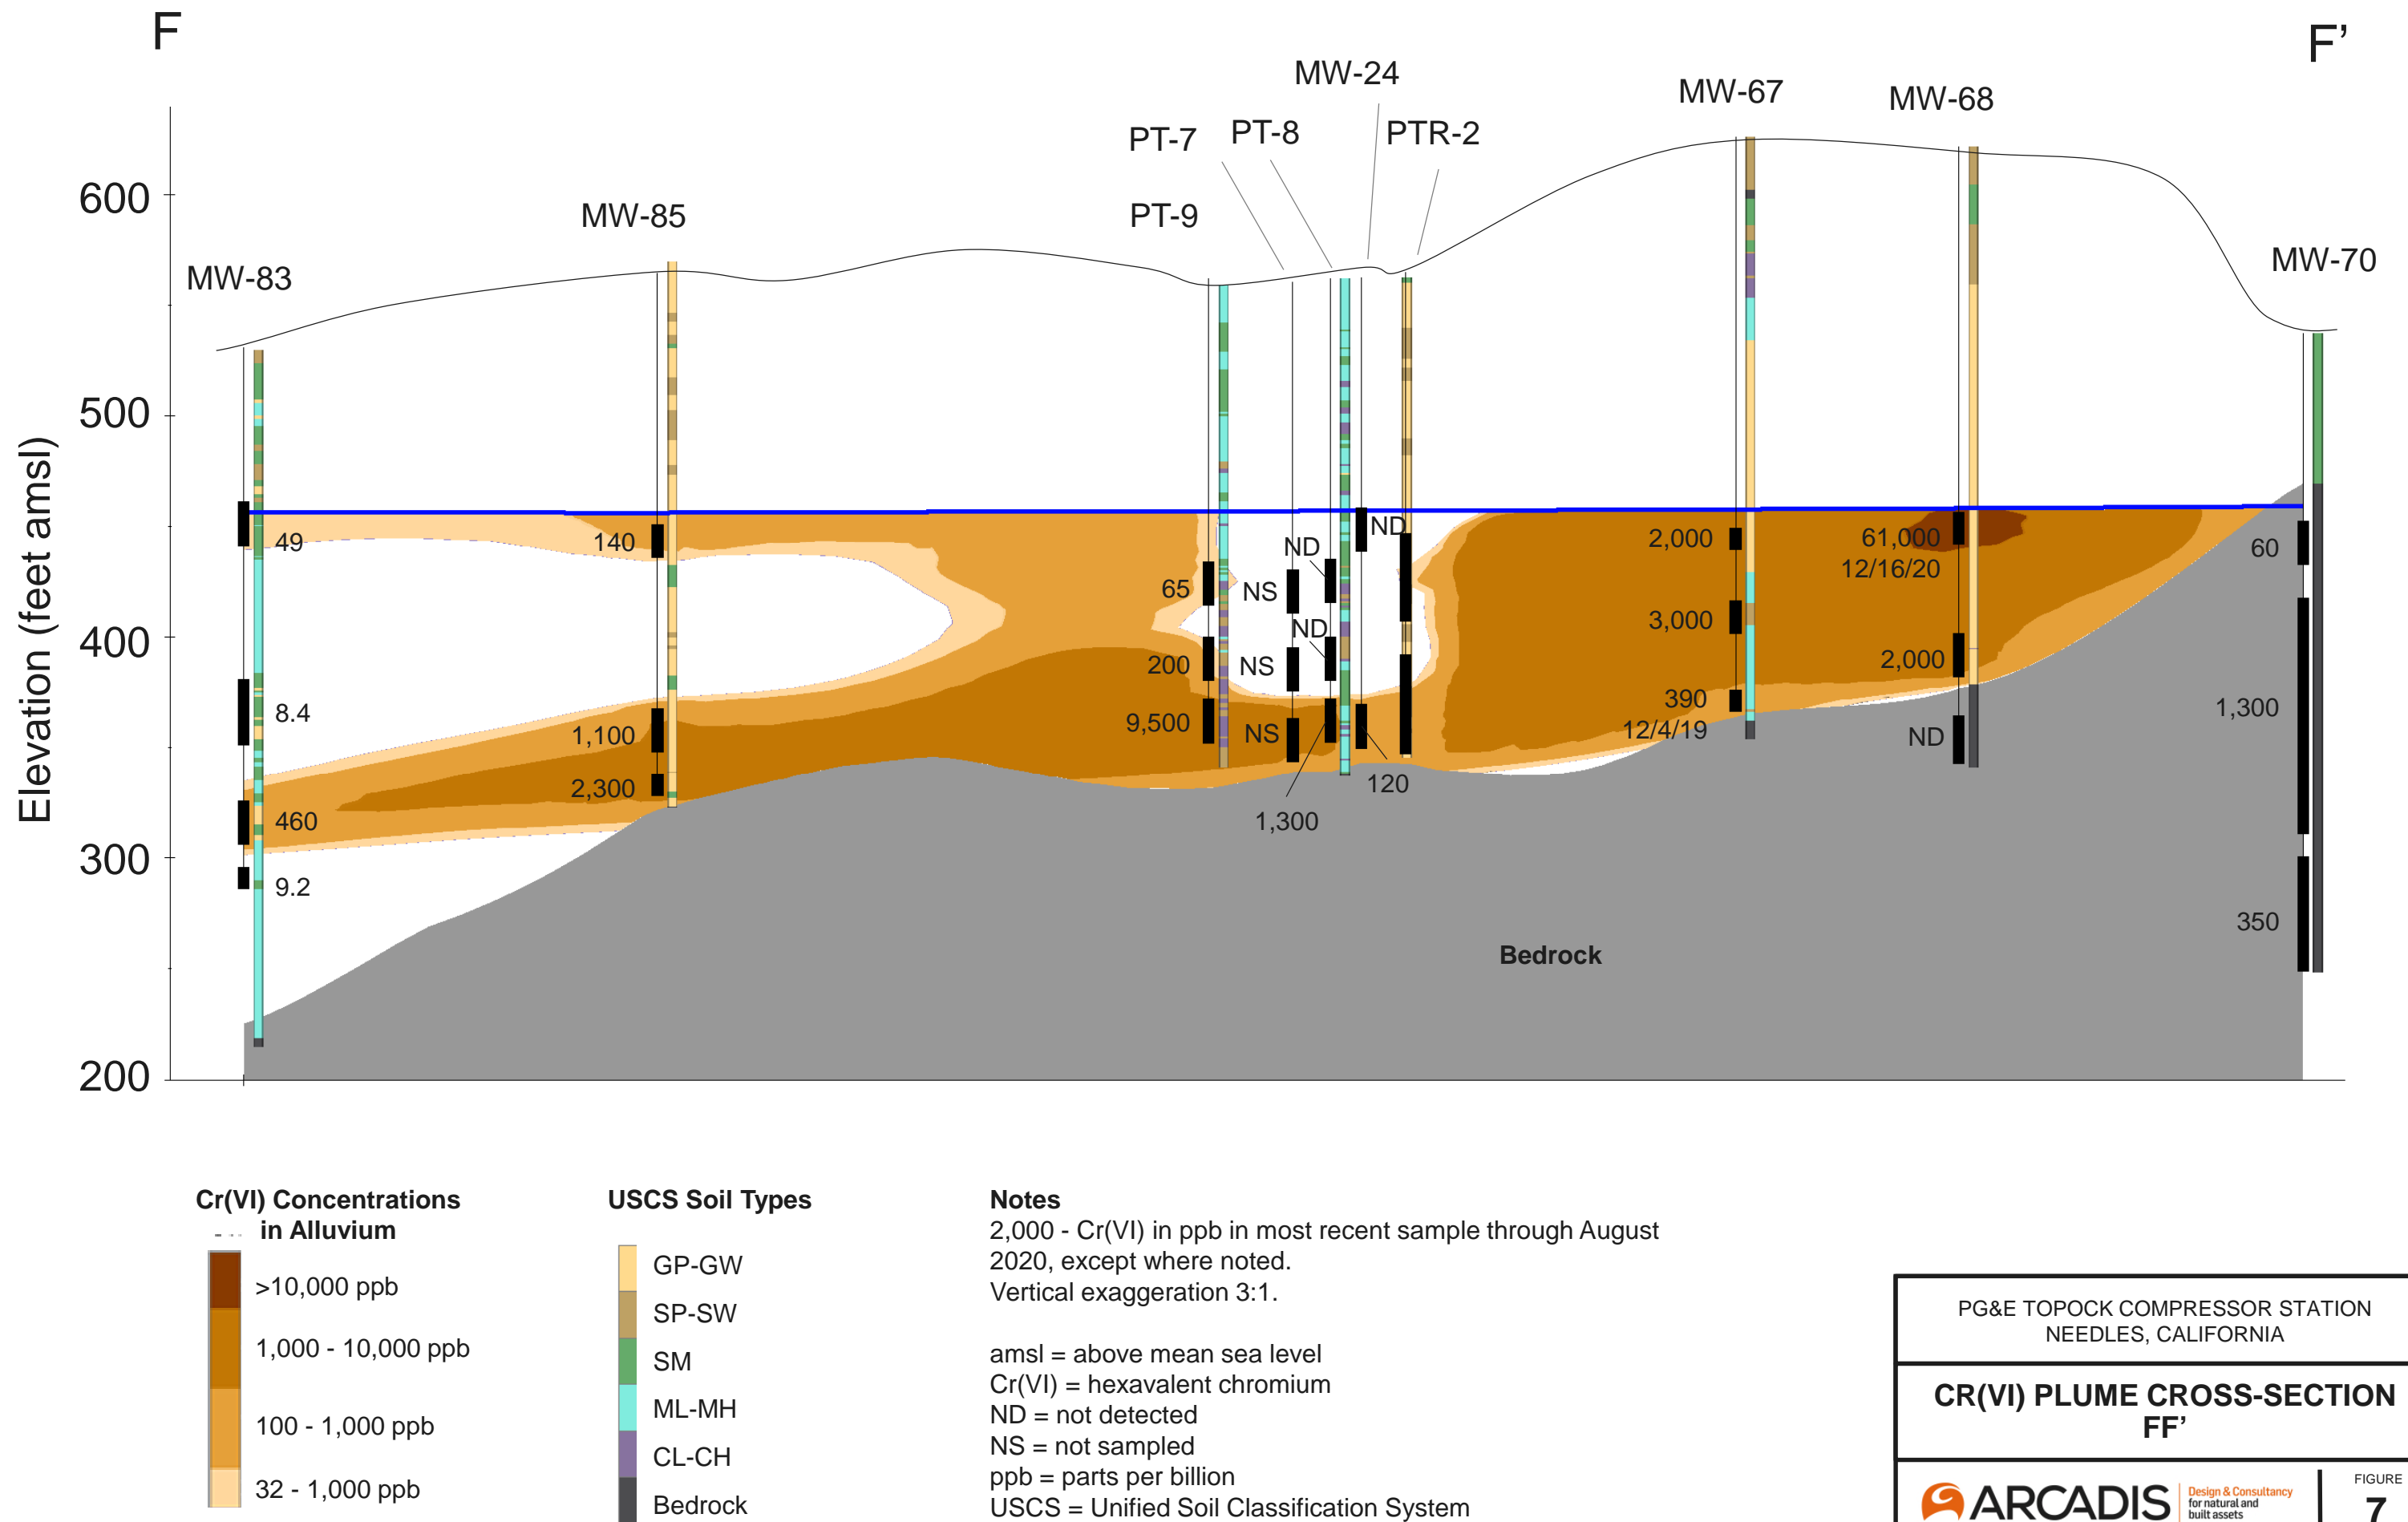 F
F’
MW-24
MW-67
MW-68
PT-7
PT-8
PTR-2
PT-9
MW-85
MW-83
MW-70
Elevation (feet amsl)
600
500
400
300
200
49
8.4
460
9.2
140
1,100
2,300
65
200
9,500
NS
NS
NS
ND
ND
1,300
ND
120
2,000
3,000
390
12/4/19
61,000
12/16/20
2,000
ND
60
1,300
350
Bedrock
Cr(VI) Concentrations
in Alluvium
>10,000 ppb
1,000 - 10,000 ppb
100 - 1,000 ppb
32 - 1,000 ppb
USCS Soil Types
GP-GW
SP-SW
SM
ML-MH
CL-CH
Bedrock
Notes
2,000 - Cr(VI) in ppb in most recent sample through August
2020, except where noted.
Vertical exaggeration 3:1.
amsl = above mean sea level
Cr(VI) = hexavalent chromium
ND = not detected
NS = not sampled
ppb = parts per billion
USCS = Unified Soil Classification System
PG&E TOPOCK COMPRESSOR STATION
NEEDLES, CALIFORNIA
CR(VI) PLUME CROSS-SECTION
FF’
ARCADIS
Design & Consultancy
for natural and
built assets
FIGURE
7